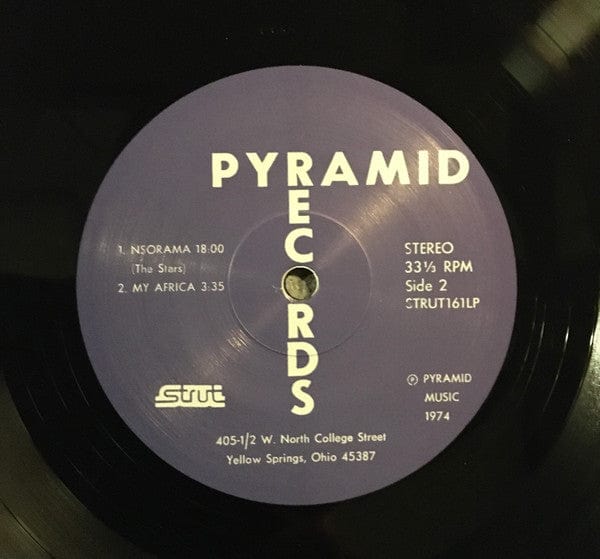 PYRAMID
RECORDS
1. NSORAMA 18:00
(The Stars)
2. MY AFRICA 3:35
STEREO
33⅓ RPM
Side 2
STRUT161LP
Strut
℗ PYRAMID
MUSIC
1974
405-1/2 W. North College Street
Yellow Springs, Ohio 45387